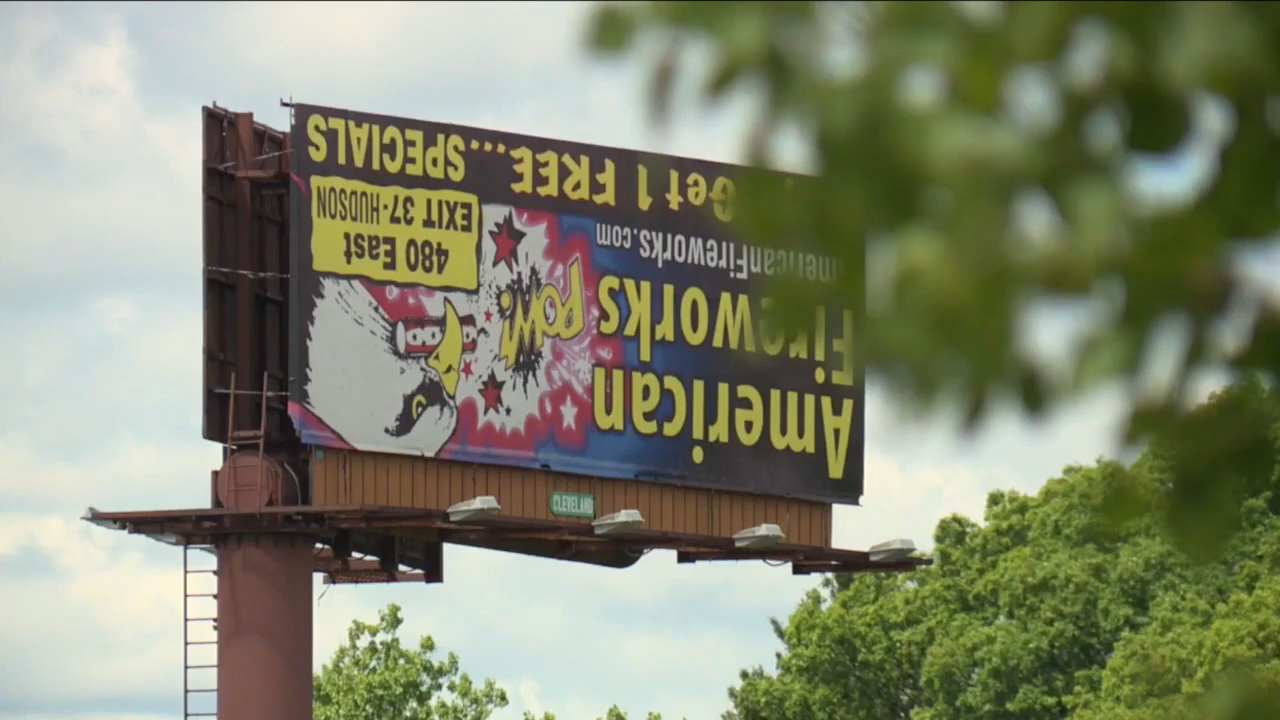 American
Fireworks
mericanFireworks.com
POW!
480 East
EXIT 37-HUDSON
Get 1 FREE...SPECIALS
CLEVELAND